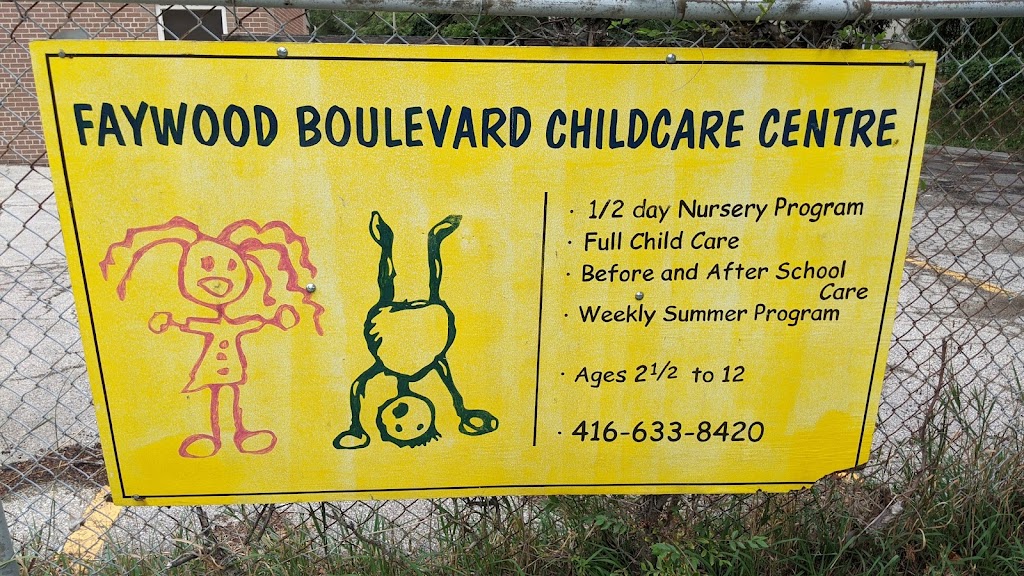 FAYWOOD BOULEVARD CHILDCARE CENTRE
· 1/2 day Nursery Program
· Full Child Care
· Before and After School
Care
· Weekly Summer Program
· Ages 2 1/2 to 12
· 416-633-8420